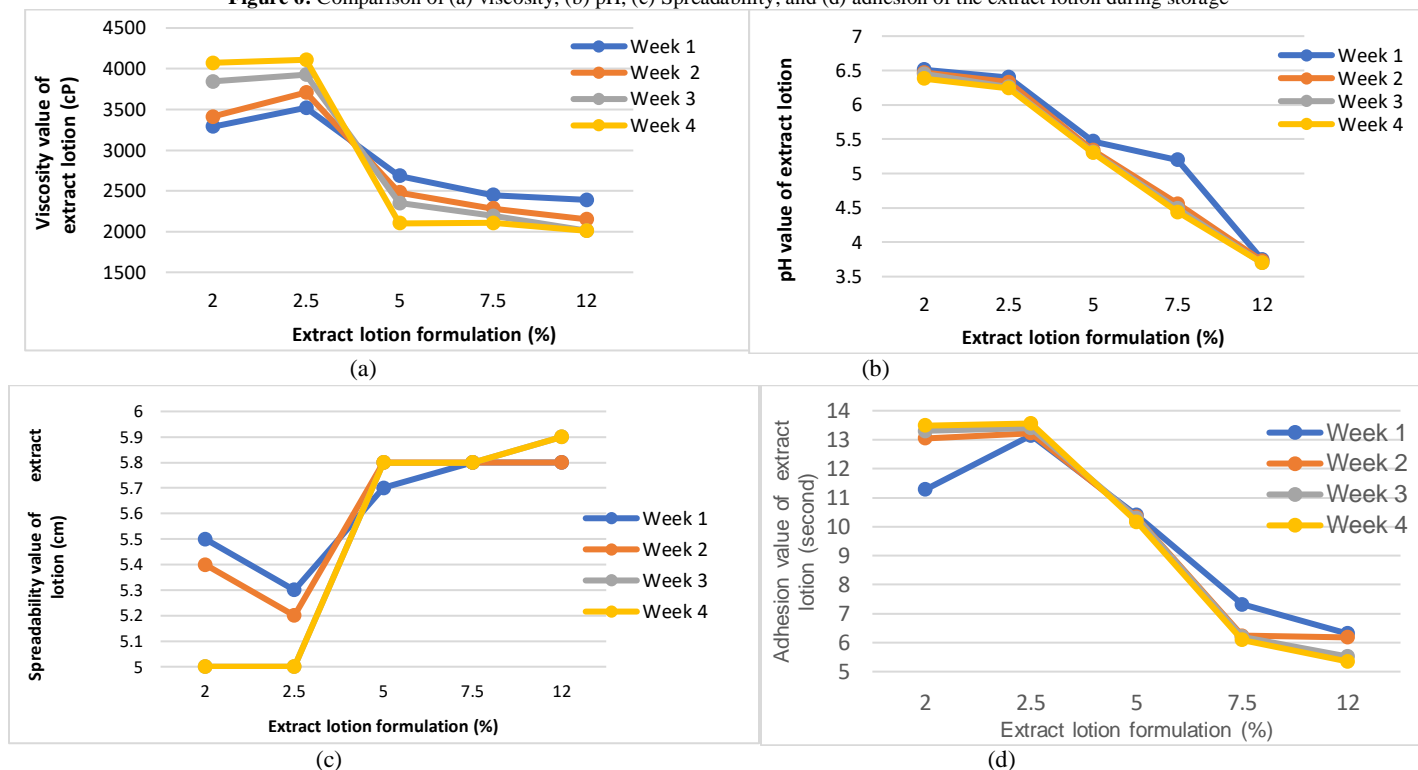 Figure 6. Comparison of (a) viscosity, (b) pH, (c) Spreadability, and (d) adhesion of the extract lotion during storage
4500
4000
3500
3000
2500
2000
1500
Viscosity value of
extract lotion (cP)
2 2.5 5 7.5 12
Extract lotion formulation (%)
Week 1
Week 2
Week 3
Week 4
(a)
7
6.5
6
5.5
5
4.5
4
3.5
pH value of extract lotion
2 2.5 5 7.5 12
Extract lotion formulation (%)
Week 1
Week 2
Week 3
Week 4
(b)
6
5.9
5.8
5.7
5.6
5.5
5.4
5.3
5.2
5.1
5
Spreadability value of extract
lotion (cm)
2 2.5 5 7.5 12
Extract lotion formulation (%)
Week 1
Week 2
Week 3
Week 4
(c)
14
13
12
11
10
9
8
7
6
5
Adhesion value of extract
lotion (second)
2 2.5 5 7.5 12
Extract lotion formulation (%)
Week 1
Week 2
Week 3
Week 4
(d)